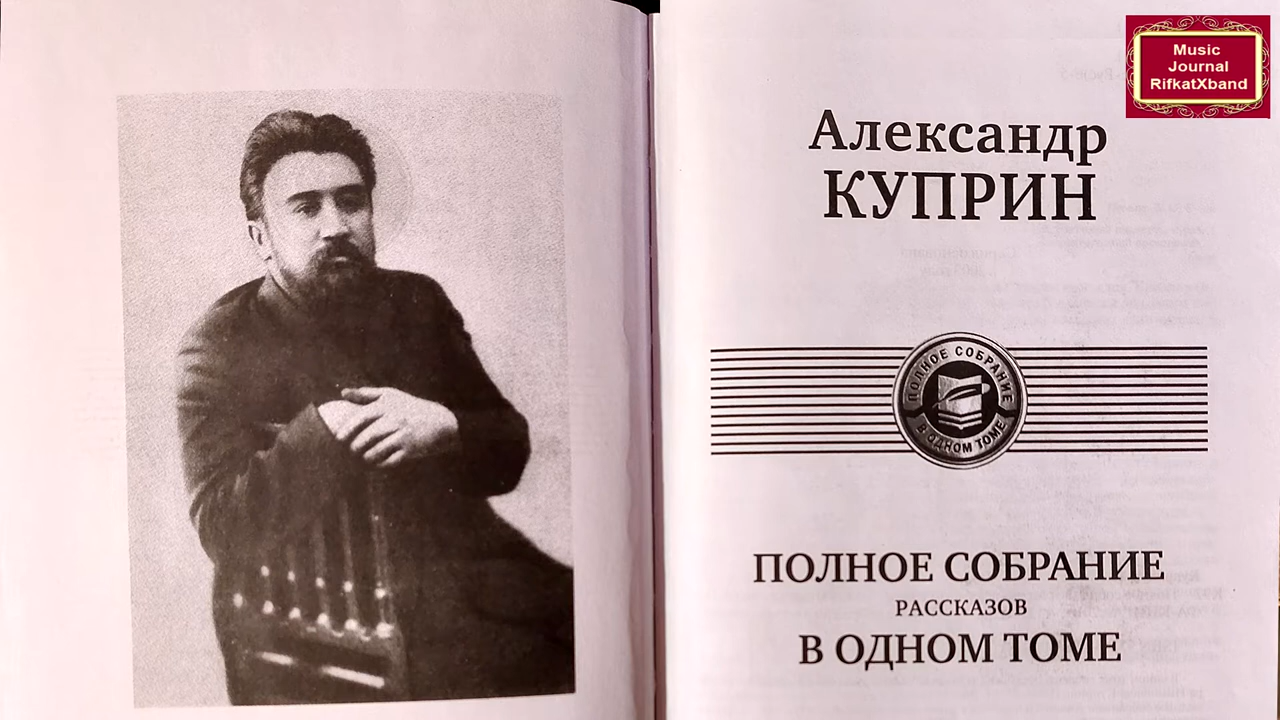 Music
Journal
RifkatXband
Александр
КУПРИН
ПОЛНОЕ СОБРАНИЕ
В ОДНОМ ТОМЕ
ПОЛНОЕ СОБРАНИЕ
РАССКАЗОВ
В ОДНОМ ТОМЕ